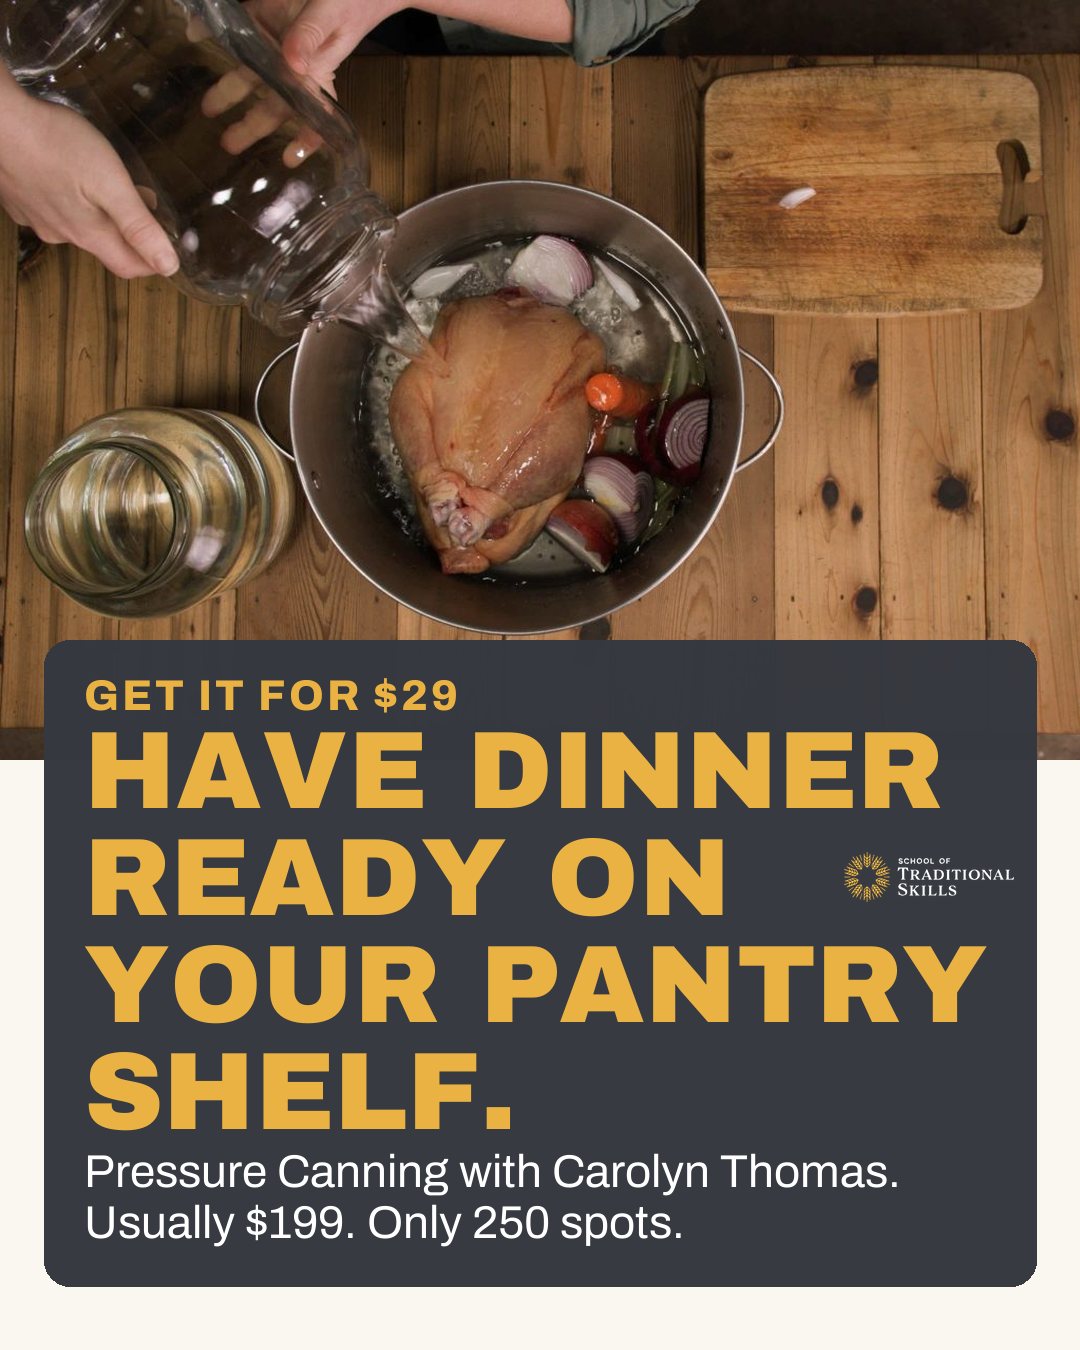 GET IT FOR $29
HAVE DINNER
READY ON
YOUR PANTRY
SHELF.
SCHOOL OF
TRADITIONAL
SKILLS
Pressure Canning with Carolyn Thomas.
Usually $199. Only 250 spots.